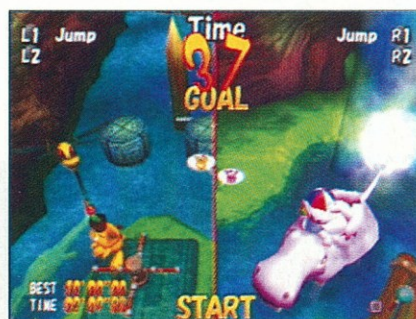 L1 Jump Time Jump R1
L2 37 R2
GOAL
BEST
TIME
START